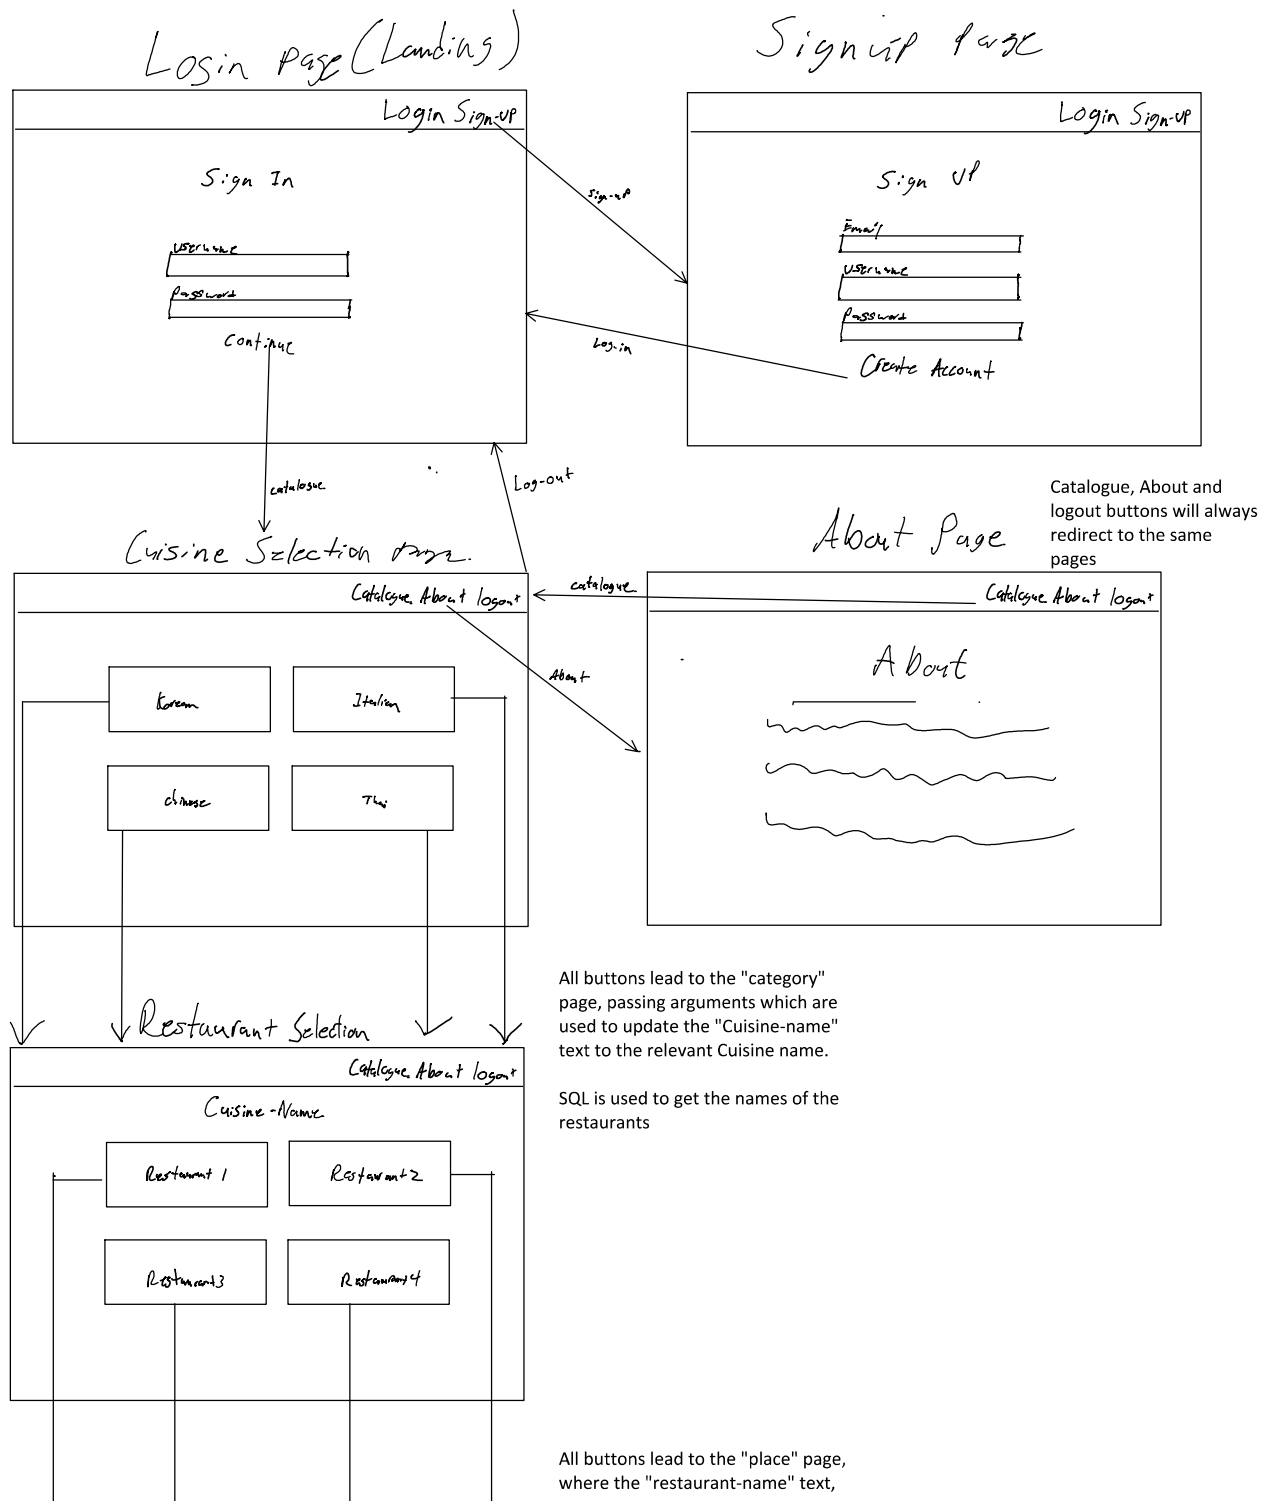 Login page (Landing)
Signup page
Login Sign-up
Login Sign-up
Sign In
Sign up
Username
Password
Continue
Email
Username
Password
Create Account
Sign-up
Log-in
catalogue
Log-out
Catalogue, About and
logout buttons will always
redirect to the same
pages
Cuisine Selection page.
About Page
Catalogue About logout
catalogue
Catalogue About logout
About
Korean
Italian
chinese
Thai
About
All buttons lead to the "category"
page, passing arguments which are
used to update the "Cuisine-name"
text to the relevant Cuisine name.
SQL is used to get the names of the
restaurants
Restaurant Selection
Catalogue About logout
Cuisine-Name
Restaurant 1
Restaurant 2
Restaurant 3
Restaurant 4
All buttons lead to the "place" page,
where the "restaurant-name" text,